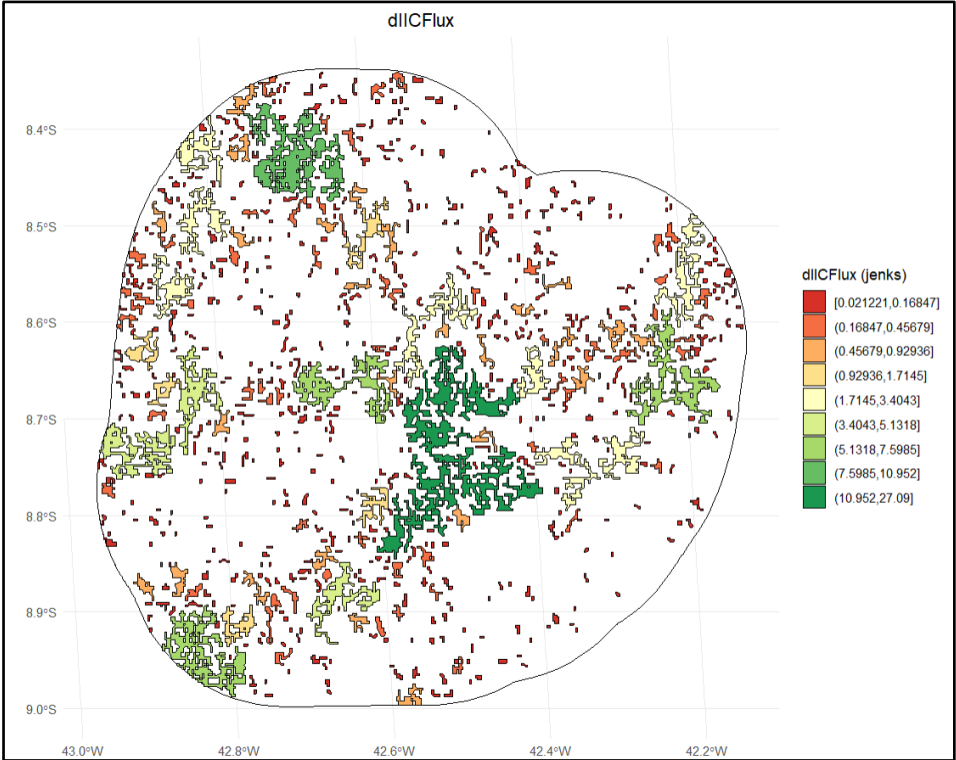 dIICFlux
8.4°S
8.5°S
8.6°S
8.7°S
8.8°S
8.9°S
9.0°S
43.0°W
42.8°W
42.6°W
42.4°W
42.2°W
dIICFlux (jenks)
[0.021221,0.16847]
(0.16847,0.45679]
(0.45679,0.92936]
(0.92936,1.7145]
(1.7145,3.4043]
(3.4043,5.1318]
(5.1318,7.5985]
(7.5985,10.952]
(10.952,27.09]